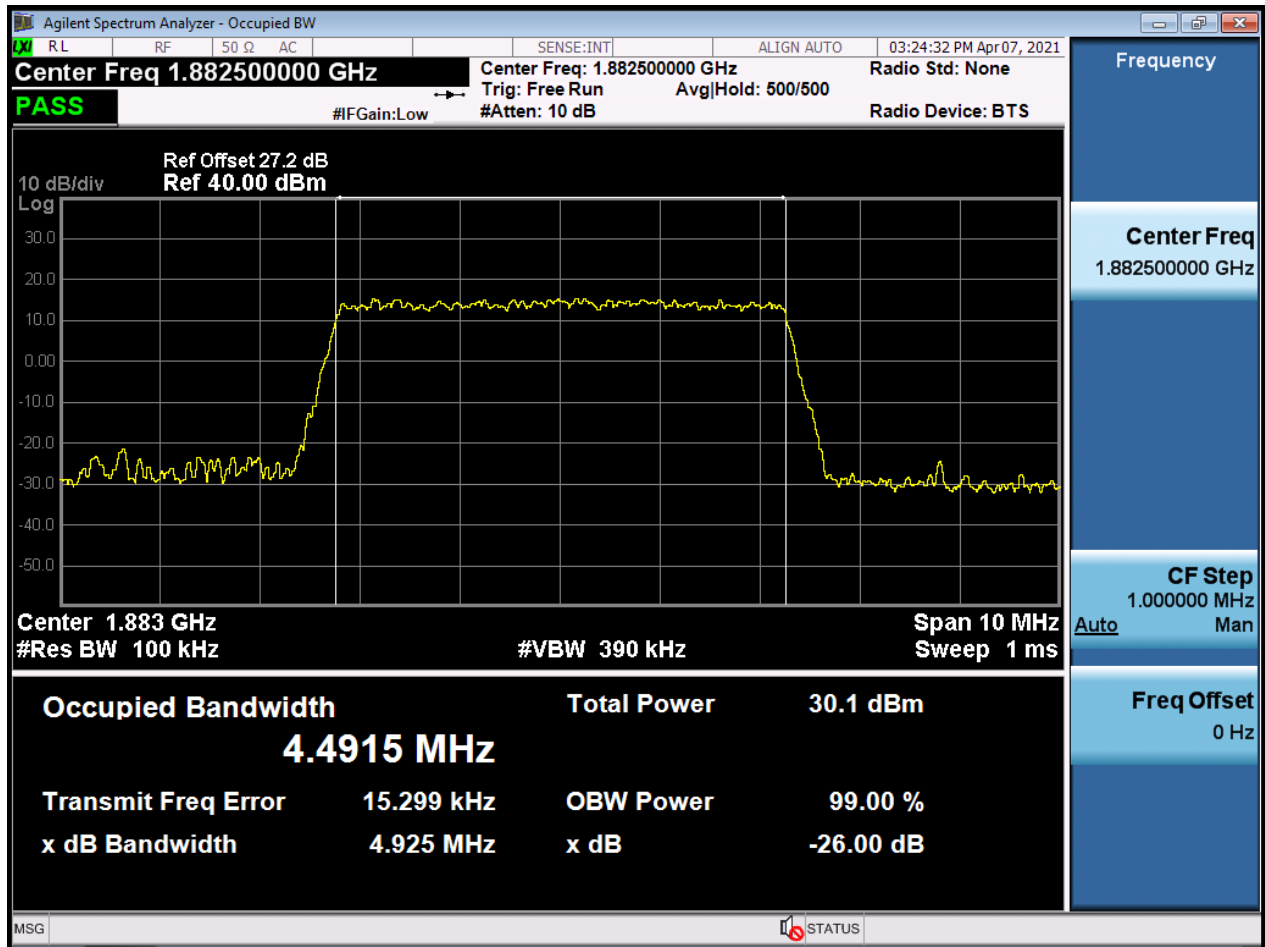 Agilent Spectrum Analyzer - Occupied BW
LXI RL RF 50 Ω AC SENSE:INT ALIGN AUTO 03:24:32 PM Apr 07, 2021
Center Freq 1.882500000 GHz
Center Freq: 1.882500000 GHz Radio Std: None
Trig: Free Run Avg|Hold: 500/500
PASS
#IFGain:Low #Atten: 10 dB Radio Device: BTS
Ref Offset 27.2 dB
10 dB/div Ref 40.00 dBm
Log
30.0
20.0
10.0
0.00
-10.0
-20.0
-30.0
-40.0
-50.0
Center 1.883 GHz Span 10 MHz
#Res BW 100 kHz #VBW 390 kHz Sweep 1 ms
Occupied Bandwidth Total Power 30.1 dBm
4.4915 MHz
Transmit Freq Error 15.299 kHz OBW Power 99.00 %
x dB Bandwidth 4.925 MHz x dB -26.00 dB
Frequency
Center Freq
1.882500000 GHz
CF Step
1.000000 MHz
Auto Man
Freq Offset
0 Hz
MSG STATUS